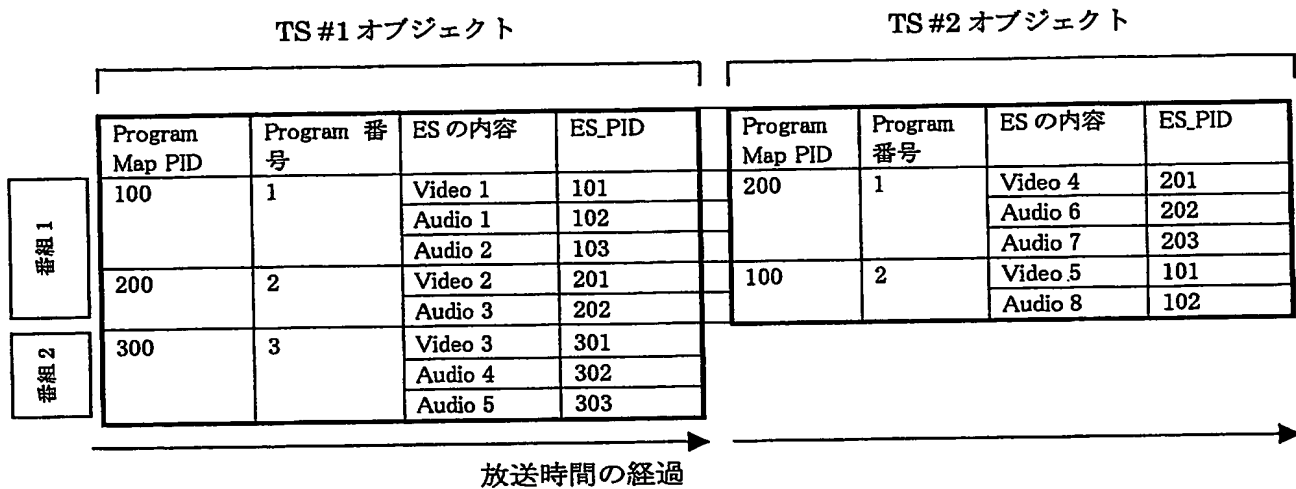 TS #1 オブジェクト
TS #2 オブジェクト
Program Map PID
Program 番号
ES の内容
ES_PID
100
1
Video 1
101
Audio 1
102
Audio 2
103
200
2
Video 2
201
Audio 3
202
300
3
Video 3
301
Audio 4
302
Audio 5
303
Program Map PID
Program 番号
ES の内容
ES_PID
200
1
Video 4
201
Audio 6
202
Audio 7
203
100
2
Video 5
101
Audio 8
102
番組 1
番組 2
放送時間の経過